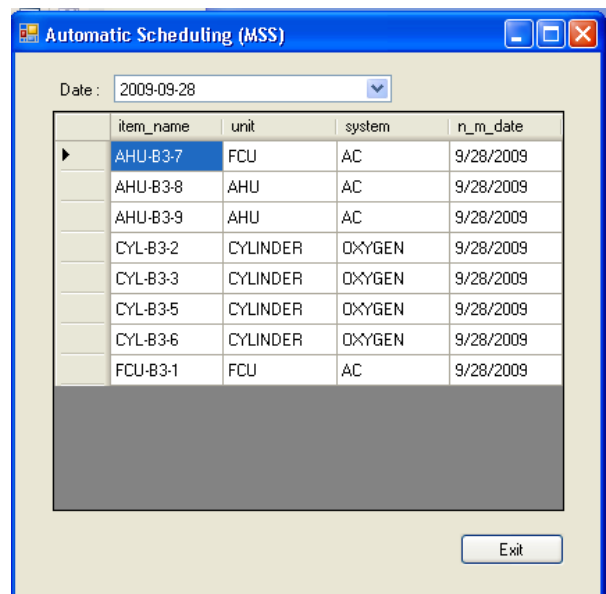 Automatic Scheduling (MSS)
Date : 2009-09-28
item_name unit system n_m_date
AHU-B3-7 FCU AC 9/28/2009
AHU-B3-8 AHU AC 9/28/2009
AHU-B3-9 AHU AC 9/28/2009
CYL-B3-2 CYLINDER OXYGEN 9/28/2009
CYL-B3-3 CYLINDER OXYGEN 9/28/2009
CYL-B3-5 CYLINDER OXYGEN 9/28/2009
CYL-B3-6 CYLINDER OXYGEN 9/28/2009
FCU-B3-1 FCU AC 9/28/2009
Exit